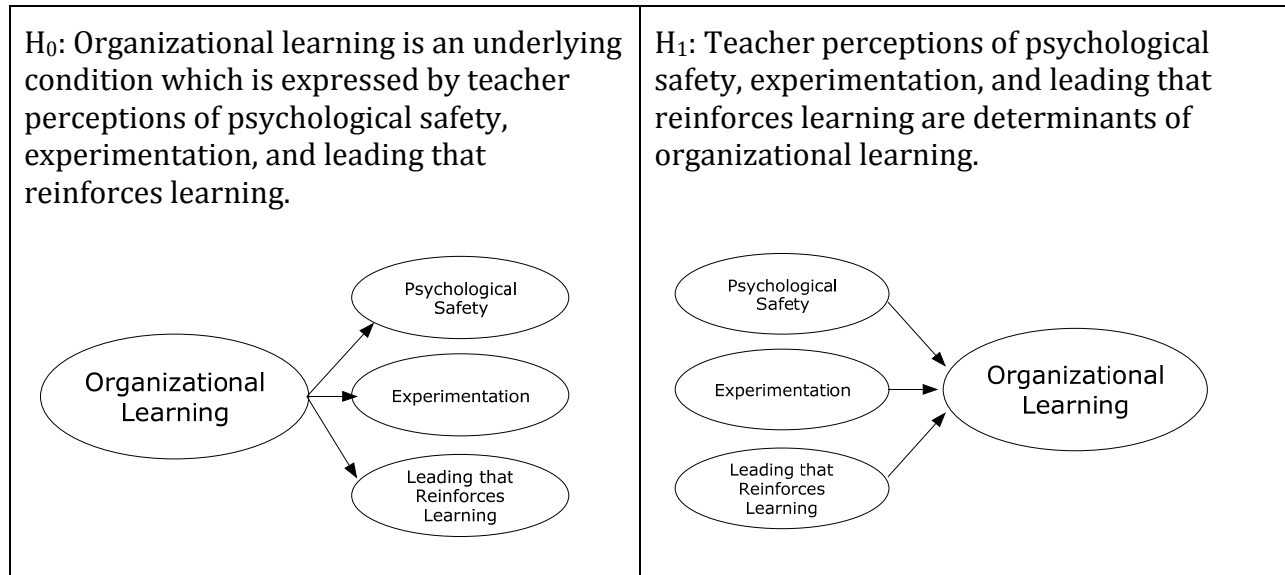 H₀: Organizational learning is an underlying
condition which is expressed by teacher
perceptions of psychological safety,
experimentation, and leading that
reinforces learning.
Organizational
Learning
Psychological
Safety
Experimentation
Leading that
Reinforces
Learning
H₁: Teacher perceptions of psychological
safety, experimentation, and leading that
reinforces learning are determinants of
organizational learning.
Psychological
Safety
Experimentation
Leading that
Reinforces
Learning
Organizational
Learning